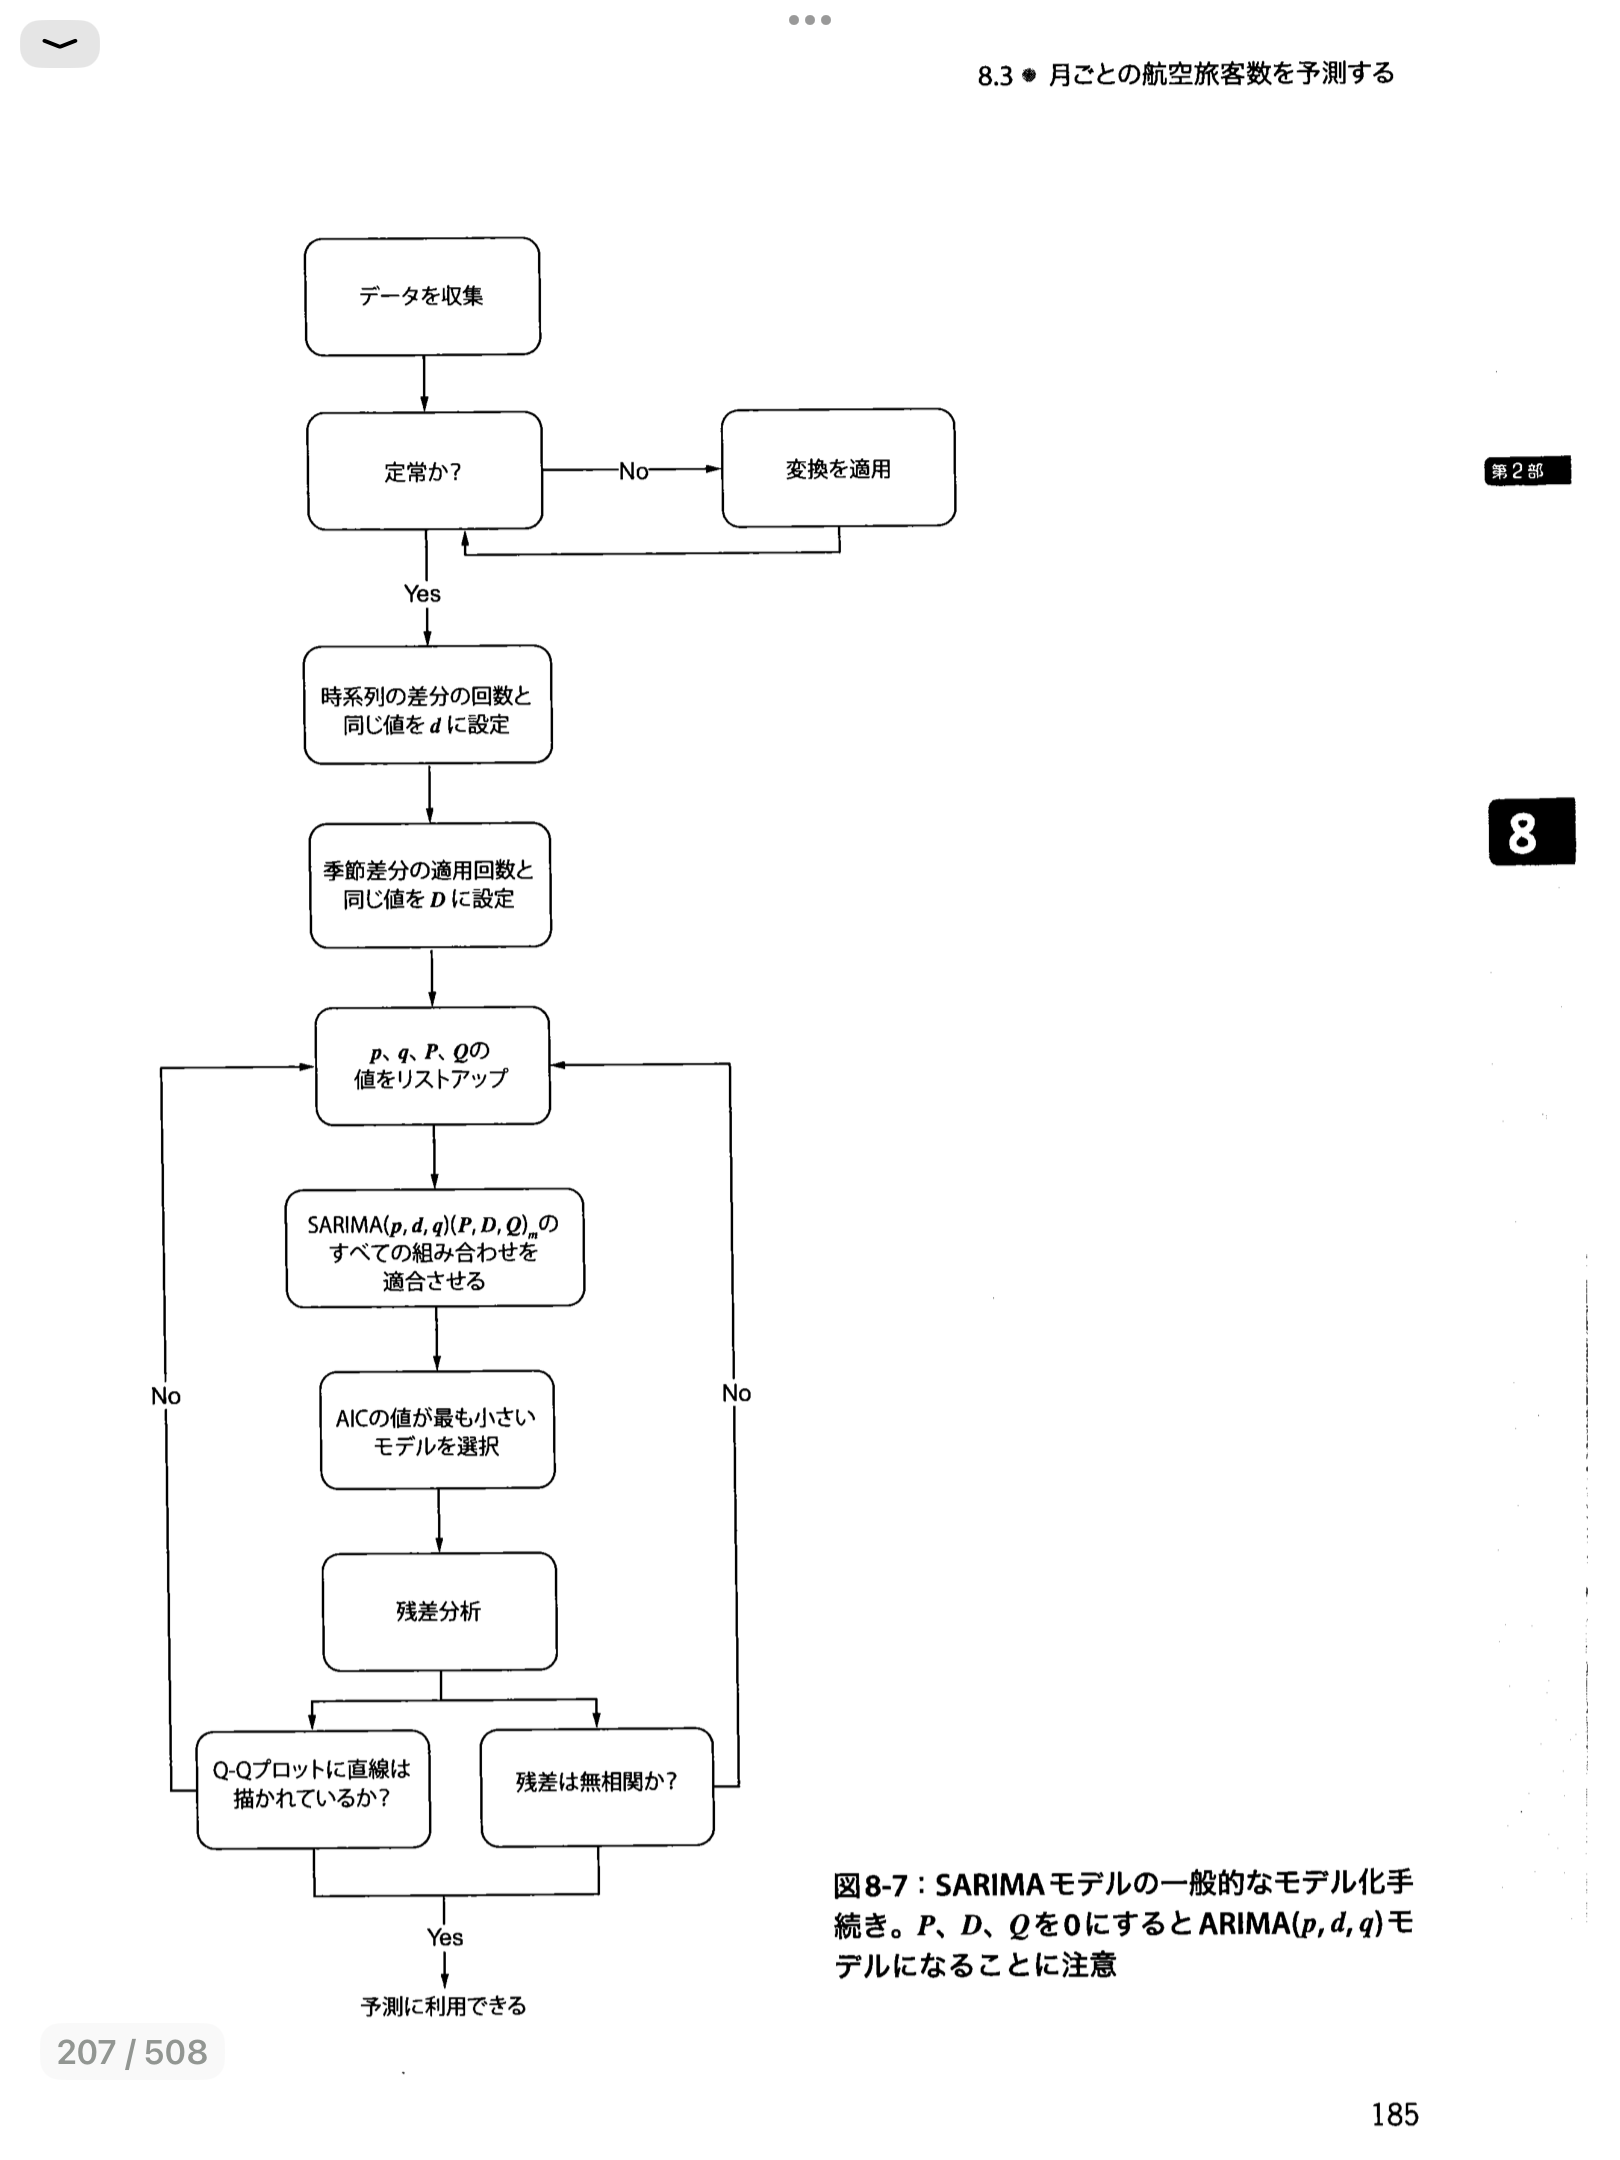 8.3 ● 月ごとの航空旅客数を予測する
データを収集
定常か?
No
変換を適用
第2部
Yes
時系列の差分の回数と
同じ値を d に設定
8
季節差分の適用回数と
同じ値を D に設定
p、q、P、Qの
値をリストアップ
SARIMA(p, d, q)(P, D, Q)mの
すべての組み合わせを
適合させる
No
No
AICの値が最も小さい
モデルを選択
残差分析
Q-Qプロットに直線は
描かれているか?
残差は無相関か?
図8-7：SARIMAモデルの一般的なモデル化手
続き。P、D、Qを0にするとARIMA(p, d, q)モ
デルになることに注意
Yes
予測に利用できる
207 / 508
185